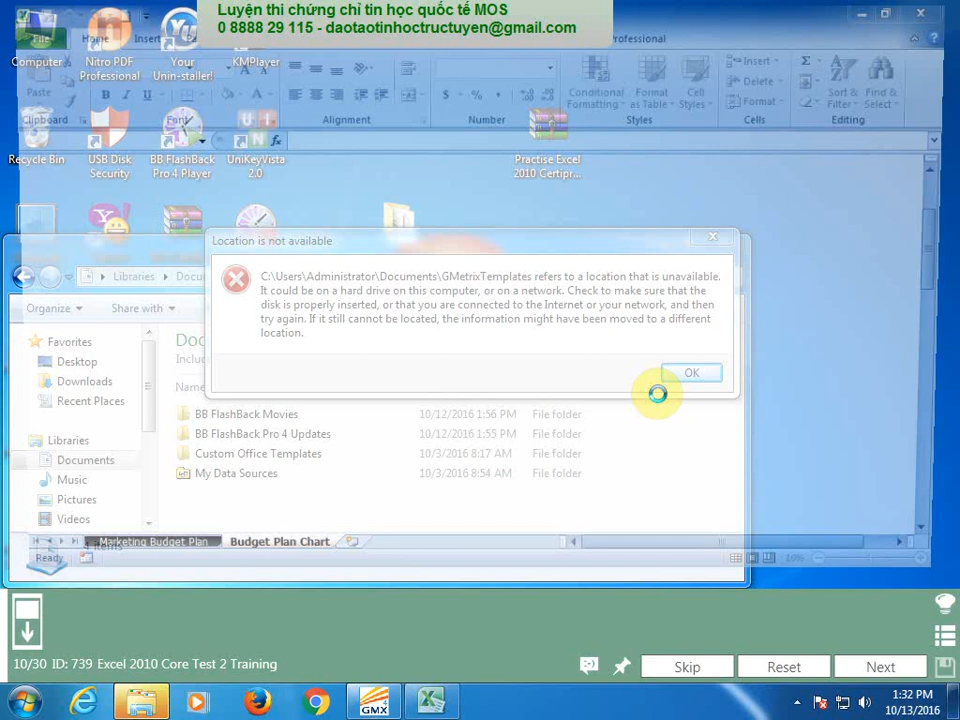 Luyện thi chứng chỉ tin học quốc tế MOS
0 8888 29 115 - daotaotinhoctructuyen@gmail.com
File
Home
Insert
Professional
Computer
Nitro PDF
Professional
Your
Unin-staller!
KMPlayer
Paste
Clipboard
B I U
Font
Alignment
$ % ,
Number
Conditional
Formatting
Format
as Table
Cell
Styles
Styles
Insert
Delete
Format
Cells
Σ
Sort &
Filter
Find &
Select
Editing
fx
Recycle Bin
USB Disk
Security
BB FlashBack
Pro 4 Player
UniKeyVista
2.0
Practise Excel
2010 Certipr...
Location is not available
C:\Users\Administrator\Documents\GMetrixTemplates refers to a location that is unavailable.
It could be on a hard drive on this computer, or on a network. Check to make sure that the
disk is properly inserted, or that you are connected to the Internet or your network, and then
try again. If it still cannot be located, the information might have been moved to a different
location.
OK
Libraries
Docu
Organize
Share with
Favorites
Desktop
Downloads
Recent Places
Libraries
Documents
Music
Pictures
Videos
Doc
Inclu
Name
BB FlashBack Movies 10/12/2016 1:56 PM File folder
BB FlashBack Pro 4 Updates 10/12/2016 1:55 PM File folder
Custom Office Templates 10/3/2016 8:17 AM File folder
My Data Sources 10/3/2016 8:54 AM File folder
4 items
Marketing Budget Plan
Budget Plan Chart
Ready
10%
10/30 ID: 739 Excel 2010 Core Test 2 Training
Skip
Reset
Next
GMX
1:32 PM
10/13/2016